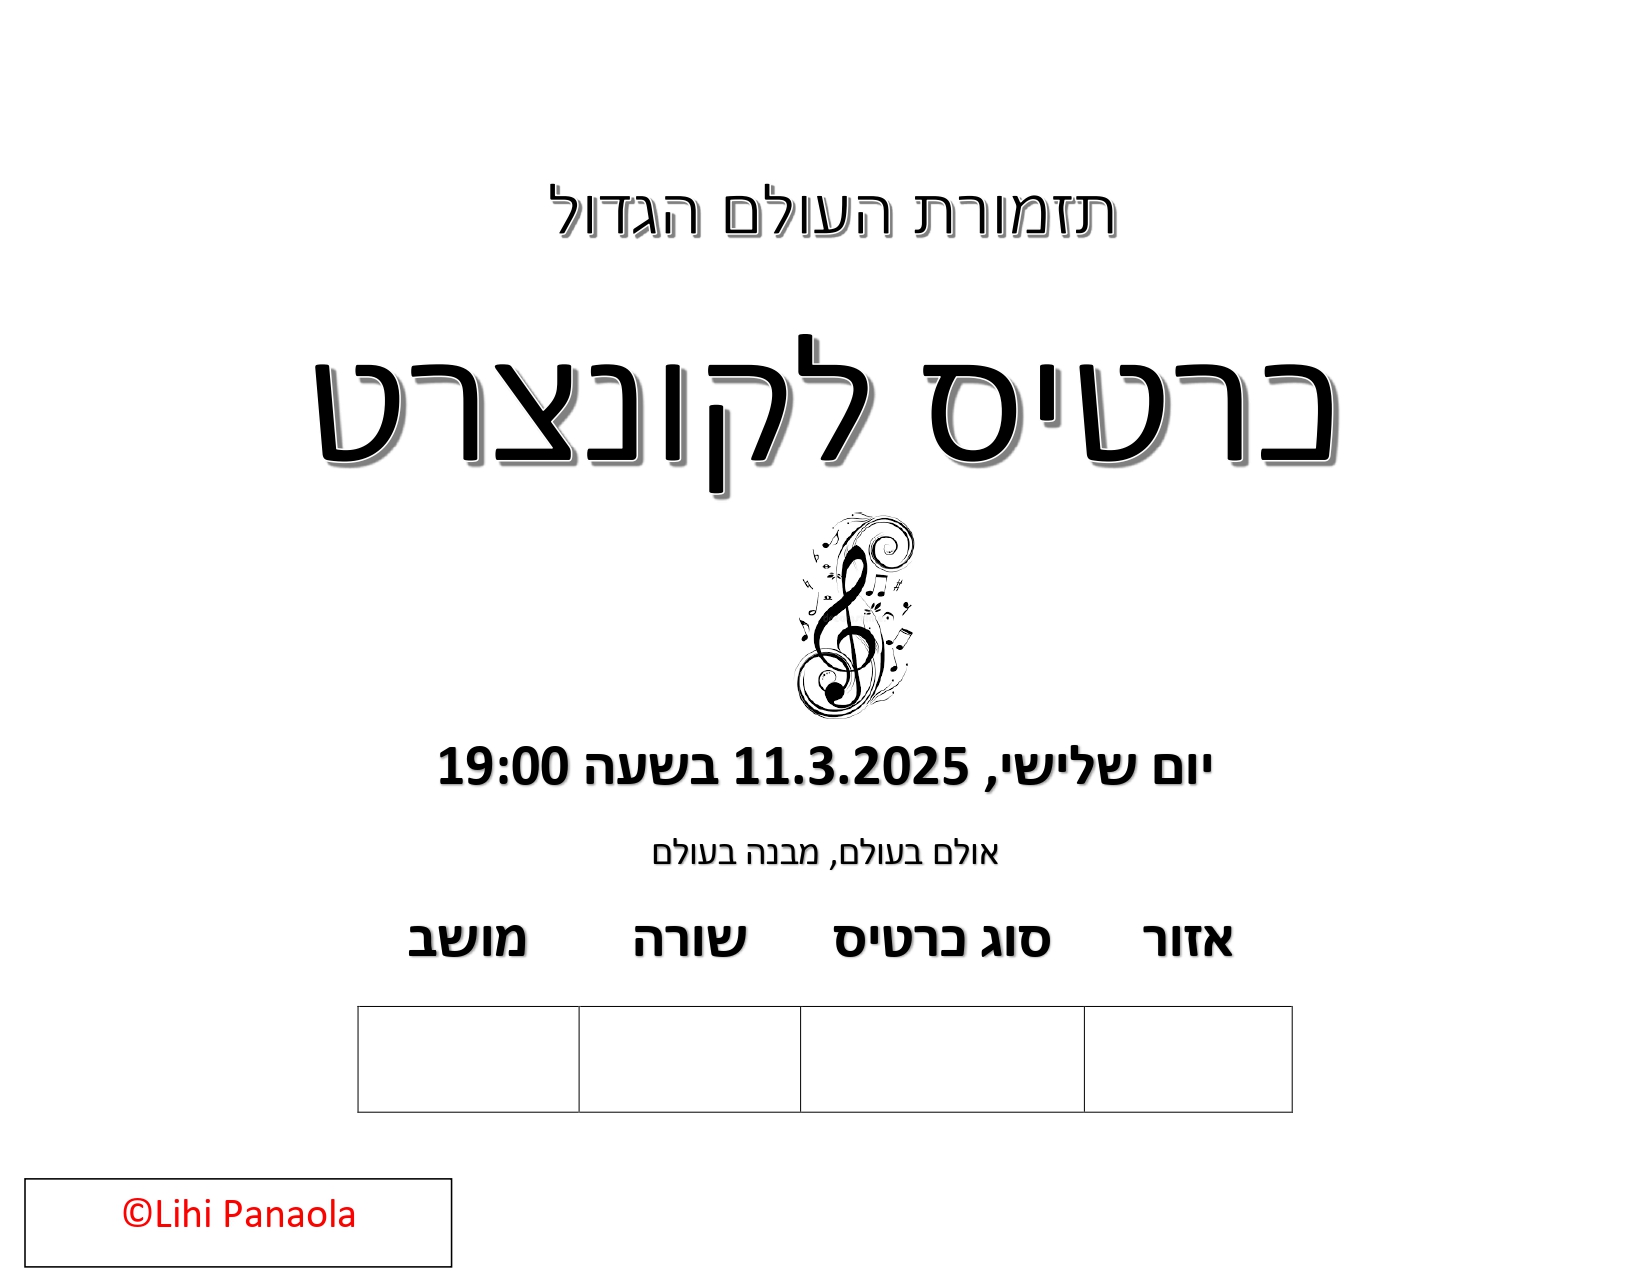 תזמורת העולם הגדול
כרטיס לקונצרט
יום שלישי, 11.3.2025 בשעה 19:00
אולם בעולם, מבנה בעולם
אזור סוג כרטיס שורה מושב
©Lihi Panaola